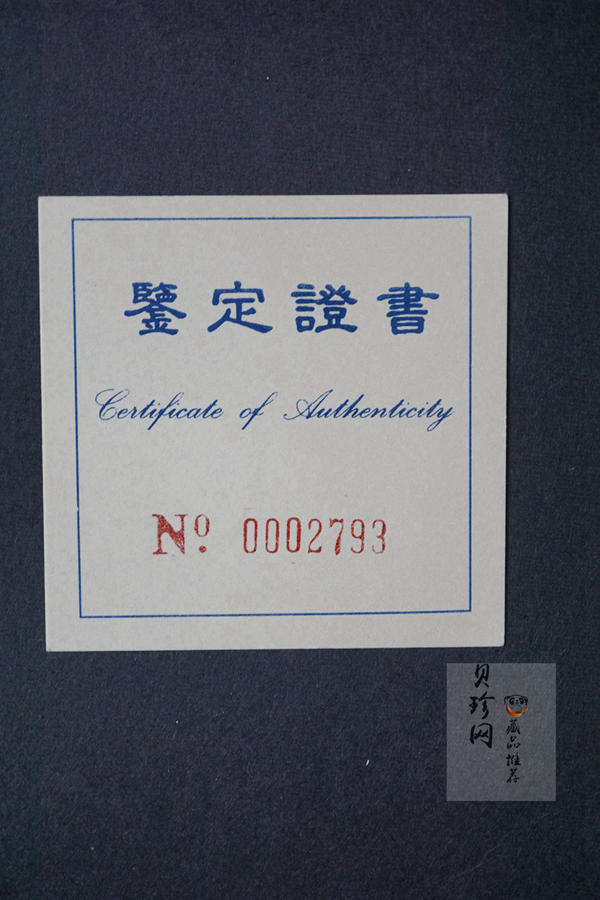 鑒定證書
Certificate of Authenticity
Nº. 0002793
贝珍网
藏品推荐